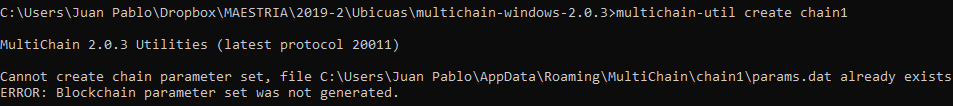 C:\Users\Juan Pablo\Dropbox\MAESTRIA\2019-2\Ubicuas\multichain-windows-2.0.3>multichain-util create chain1
MultiChain 2.0.3 Utilities (latest protocol 20011)
Cannot create chain parameter set, file C:\Users\Juan Pablo\AppData\Roaming\MultiChain\chain1\params.dat already exists
ERROR: Blockchain parameter set was not generated.